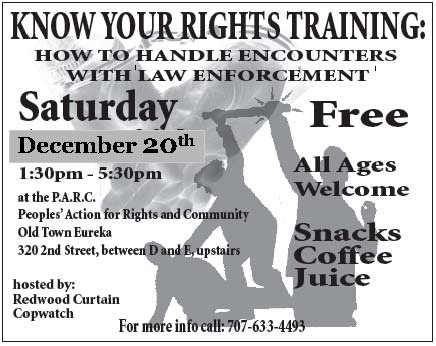 KNOW YOUR RIGHTS TRAINING:
HOW TO HANDLE ENCOUNTERS
WITH LAW ENFORCEMENT
Saturday
December 20th
1:30pm - 5:30pm
at the P.A.R.C.
Peoples' Action for Rights and Community
Old Town Eureka
320 2nd Street, between D and E, upstairs
hosted by:
Redwood Curtain
Copwatch
Free
All Ages
Welcome
Snacks
Coffee
Juice
For more info call: 707-633-4493